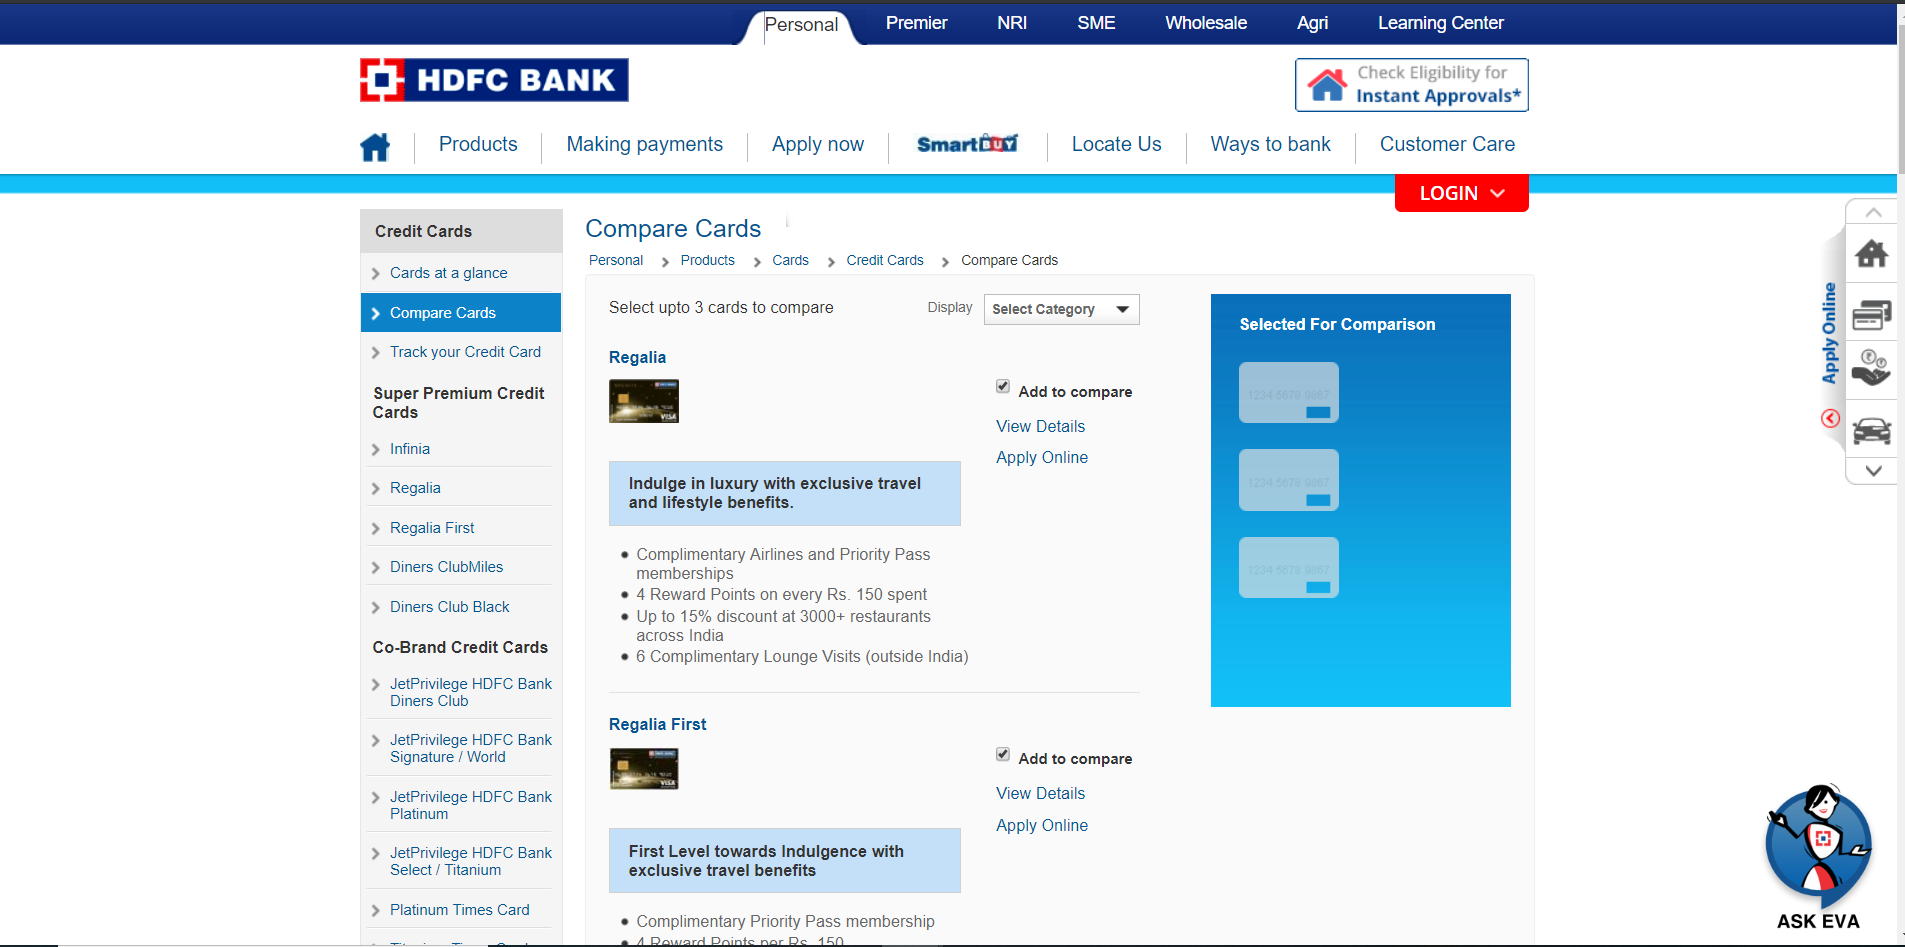 Personal
Premier
NRI
SME
Wholesale
Agri
Learning Center
HDFC BANK
Check Eligibility for
Instant Approvals*
Products
Making payments
Apply now
SmartBUY
Locate Us
Ways to bank
Customer Care
LOGIN
Credit Cards
Cards at a glance
Compare Cards
Track your Credit Card
Super Premium Credit
Cards
Infinia
Regalia
Regalia First
Diners ClubMiles
Diners Club Black
Co-Brand Credit Cards
JetPrivilege HDFC Bank
Diners Club
JetPrivilege HDFC Bank
Signature / World
JetPrivilege HDFC Bank
Platinum
JetPrivilege HDFC Bank
Select / Titanium
Platinum Times Card
Compare Cards
Personal
Products
Cards
Credit Cards
Compare Cards
Select upto 3 cards to compare
Display
Select Category
Regalia
VISA
Add to compare
View Details
Apply Online
Indulge in luxury with exclusive travel
and lifestyle benefits.
Complimentary Airlines and Priority Pass
memberships
4 Reward Points on every Rs. 150 spent
Up to 15% discount at 3000+ restaurants
across India
6 Complimentary Lounge Visits (outside India)
Regalia First
VISA
Add to compare
View Details
Apply Online
First Level towards Indulgence with
exclusive travel benefits
Complimentary Priority Pass membership
4 Reward Points per Rs. 150
Selected For Comparison
1234 5678 9867
1234 5678 9867
1234 5678 9867
Apply Online
ASK EVA